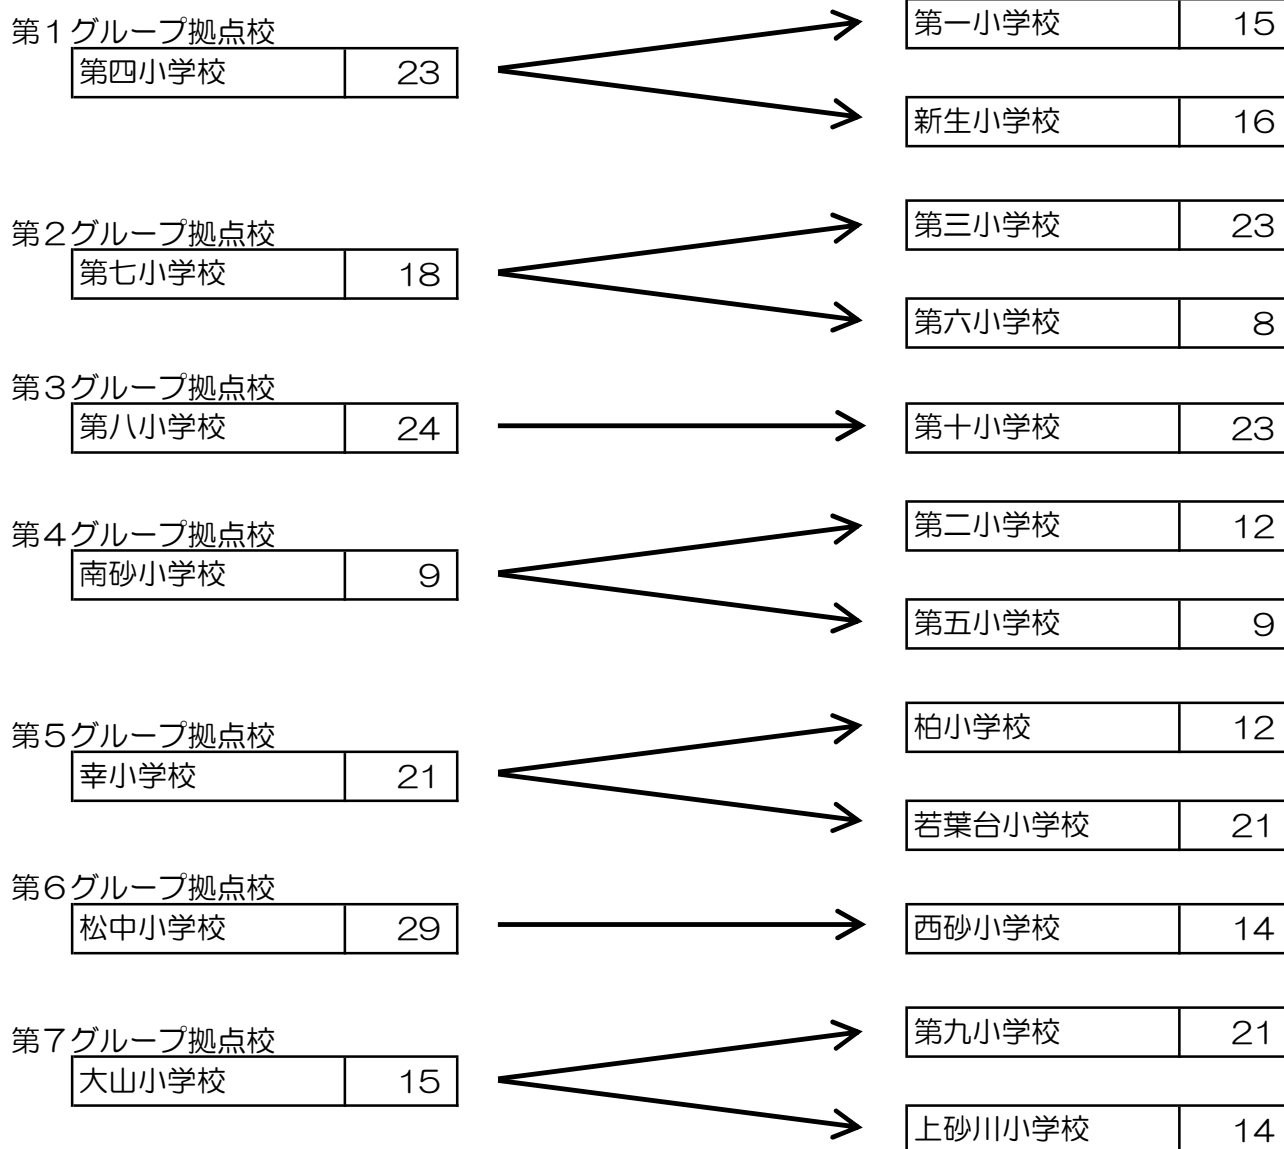 第１グループ拠点校
第四小学校 23
第一小学校 15
新生小学校 16
第２グループ拠点校
第七小学校 18
第三小学校 23
第六小学校 8
第３グループ拠点校
第八小学校 24
第十小学校 23
第４グループ拠点校
南砂小学校 9
第二小学校 12
第五小学校 9
第５グループ拠点校
幸小学校 21
柏小学校 12
若葉台小学校 21
第６グループ拠点校
松中小学校 29
西砂小学校 14
第７グループ拠点校
大山小学校 15
第九小学校 21
上砂川小学校 14